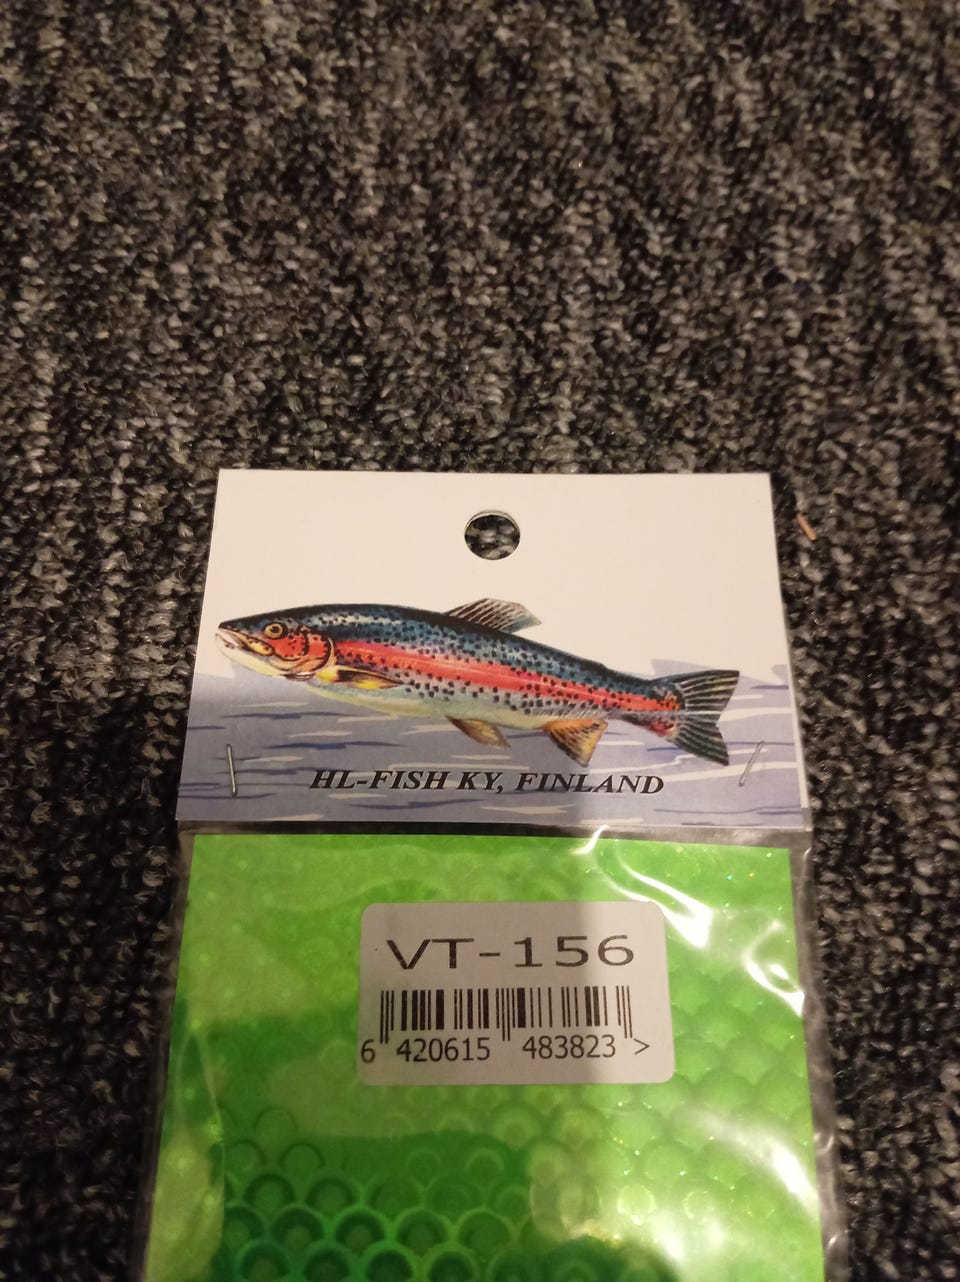 HL-FISH KY, FINLAND
VT-156
6 420615 483823 >